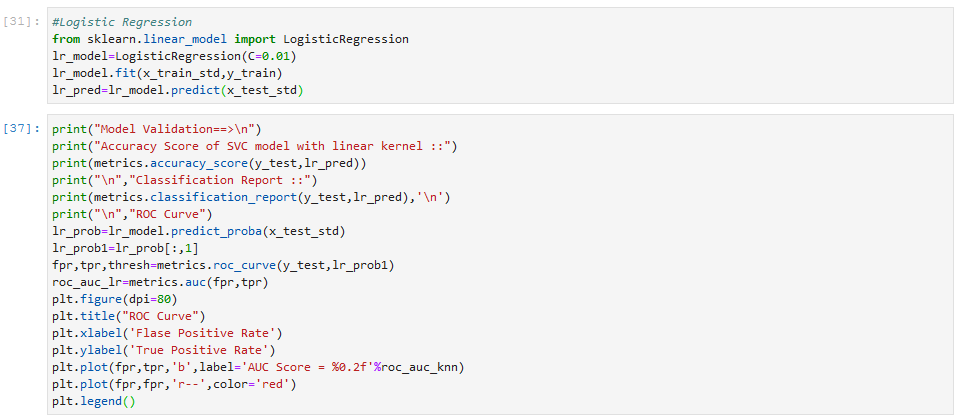 [31]: #Logistic Regression
from sklearn.linear_model import LogisticRegression
lr_model=LogisticRegression(C=0.01)
lr_model.fit(x_train_std,y_train)
lr_pred=lr_model.predict(x_test_std)
[37]: print("Model Validation==>\n")
print("Accuracy Score of SVC model with linear kernel ::")
print(metrics.accuracy_score(y_test,lr_pred))
print("\n","Classification Report ::")
print(metrics.classification_report(y_test,lr_pred),'\n')
print("\n","ROC Curve")
lr_prob=lr_model.predict_proba(x_test_std)
lr_prob1=lr_prob[:,1]
fpr,tpr,thresh=metrics.roc_curve(y_test,lr_prob1)
roc_auc_lr=metrics.auc(fpr,tpr)
plt.figure(dpi=80)
plt.title("ROC Curve")
plt.xlabel('Flase Positive Rate')
plt.ylabel('True Positive Rate')
plt.plot(fpr,tpr,'b',label='AUC Score = %0.2f'%roc_auc_knn)
plt.plot(fpr,fpr,'r--',color='red')
plt.legend()